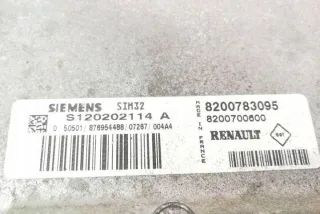 SIEMENS SIM32
S120202114 A
0 50501/ 876954488 /07287/ 004A4
MADE IN FRANCE
8200783095
8200700600
RENAULT